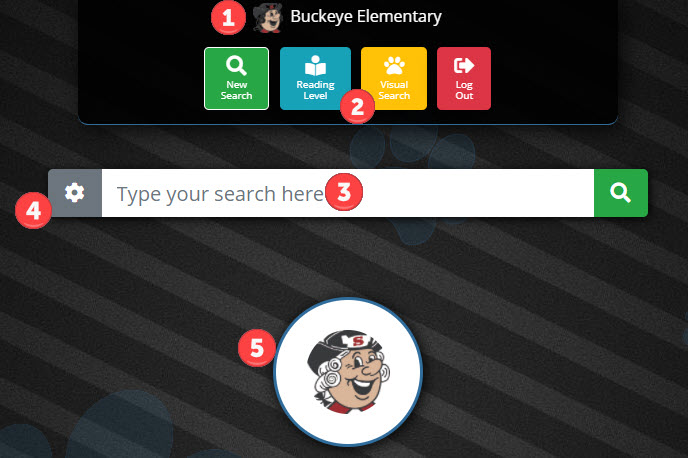 1 Buckeye Elementary
New Search
Reading Level
Visual Search
Log Out
2
Type your search here
3
4
5
S